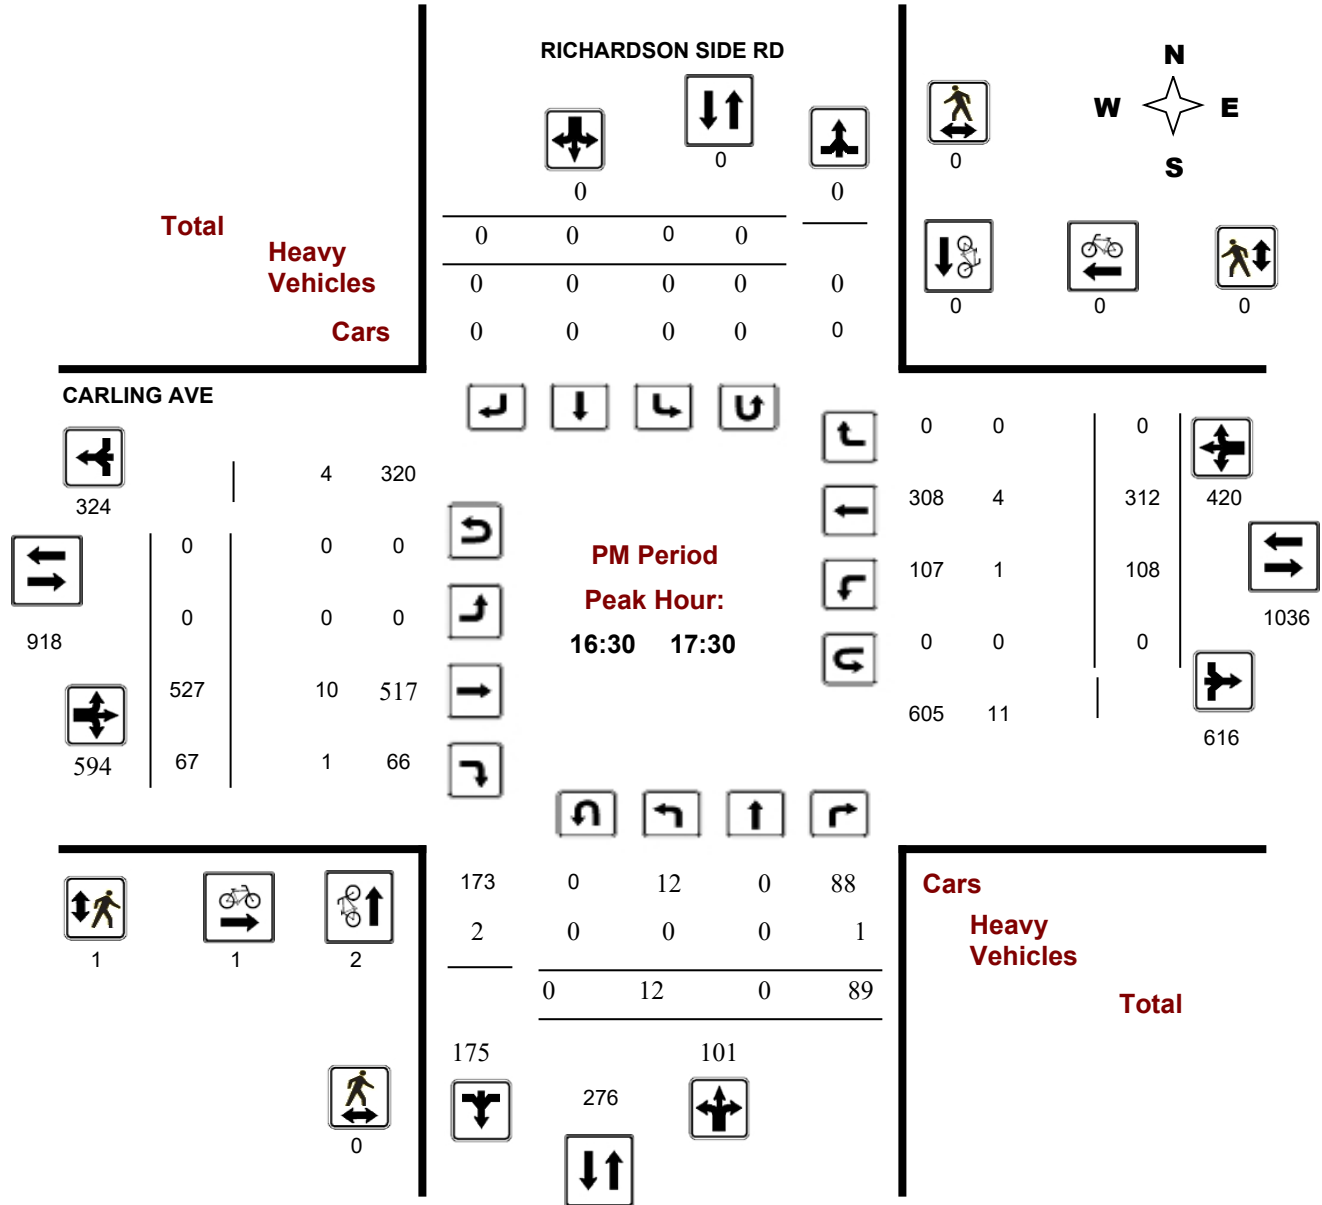 RICHARDSON SIDE RD
N
W E
S
0
0
0 0
Total
0 0 0 0
Heavy
Vehicles
0 0 0 0 0
0 0 0
Cars
0 0 0 0 0
CARLING AVE
0 0 0
4 320
324
308 4 312 420
0 0 0
PM Period
107 1 108
Peak Hour:
0 0 0
1036
918
16:30 17:30
0 0 0
527 10 517
605 11
616
594 67 1 66
173 0 12 0 88
Cars
2 0 0 0 1
Heavy
Vehicles
1 1 2
0 12 0 89
Total
175 101
276
0